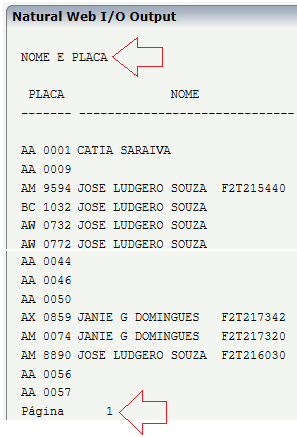 Natural Web I/O Output
NOME E PLACA
PLACA NOME
------- ------------------------------
AA 0001 CATIA SARAIVA
AA 0009
AM 9594 JOSE LUDGERO SOUZA F2T215440
BC 1032 JOSE LUDGERO SOUZA
AW 0732 JOSE LUDGERO SOUZA
AW 0772 JOSE LUDGERO SOUZA
AA 0044
AA 0046
AA 0050
AX 0859 JANIE G DOMINGUES F2T217342
AM 0074 JANIE G DOMINGUES F2T217320
AM 8890 JOSE LUDGERO SOUZA F2T216030
AA 0056
AA 0057
Página 1